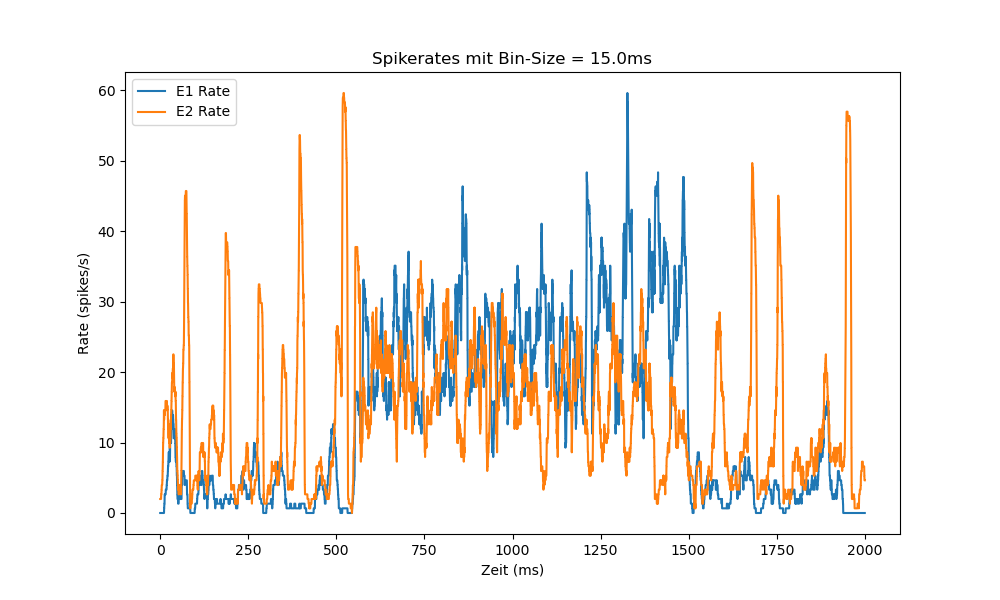 Spikerates mit Bin-Size = 15.0ms
E1 Rate
E2 Rate
Rate (spikes/s)
60
50
40
30
20
10
0
0 250 500 750 1000 1250 1500 1750 2000
Zeit (ms)